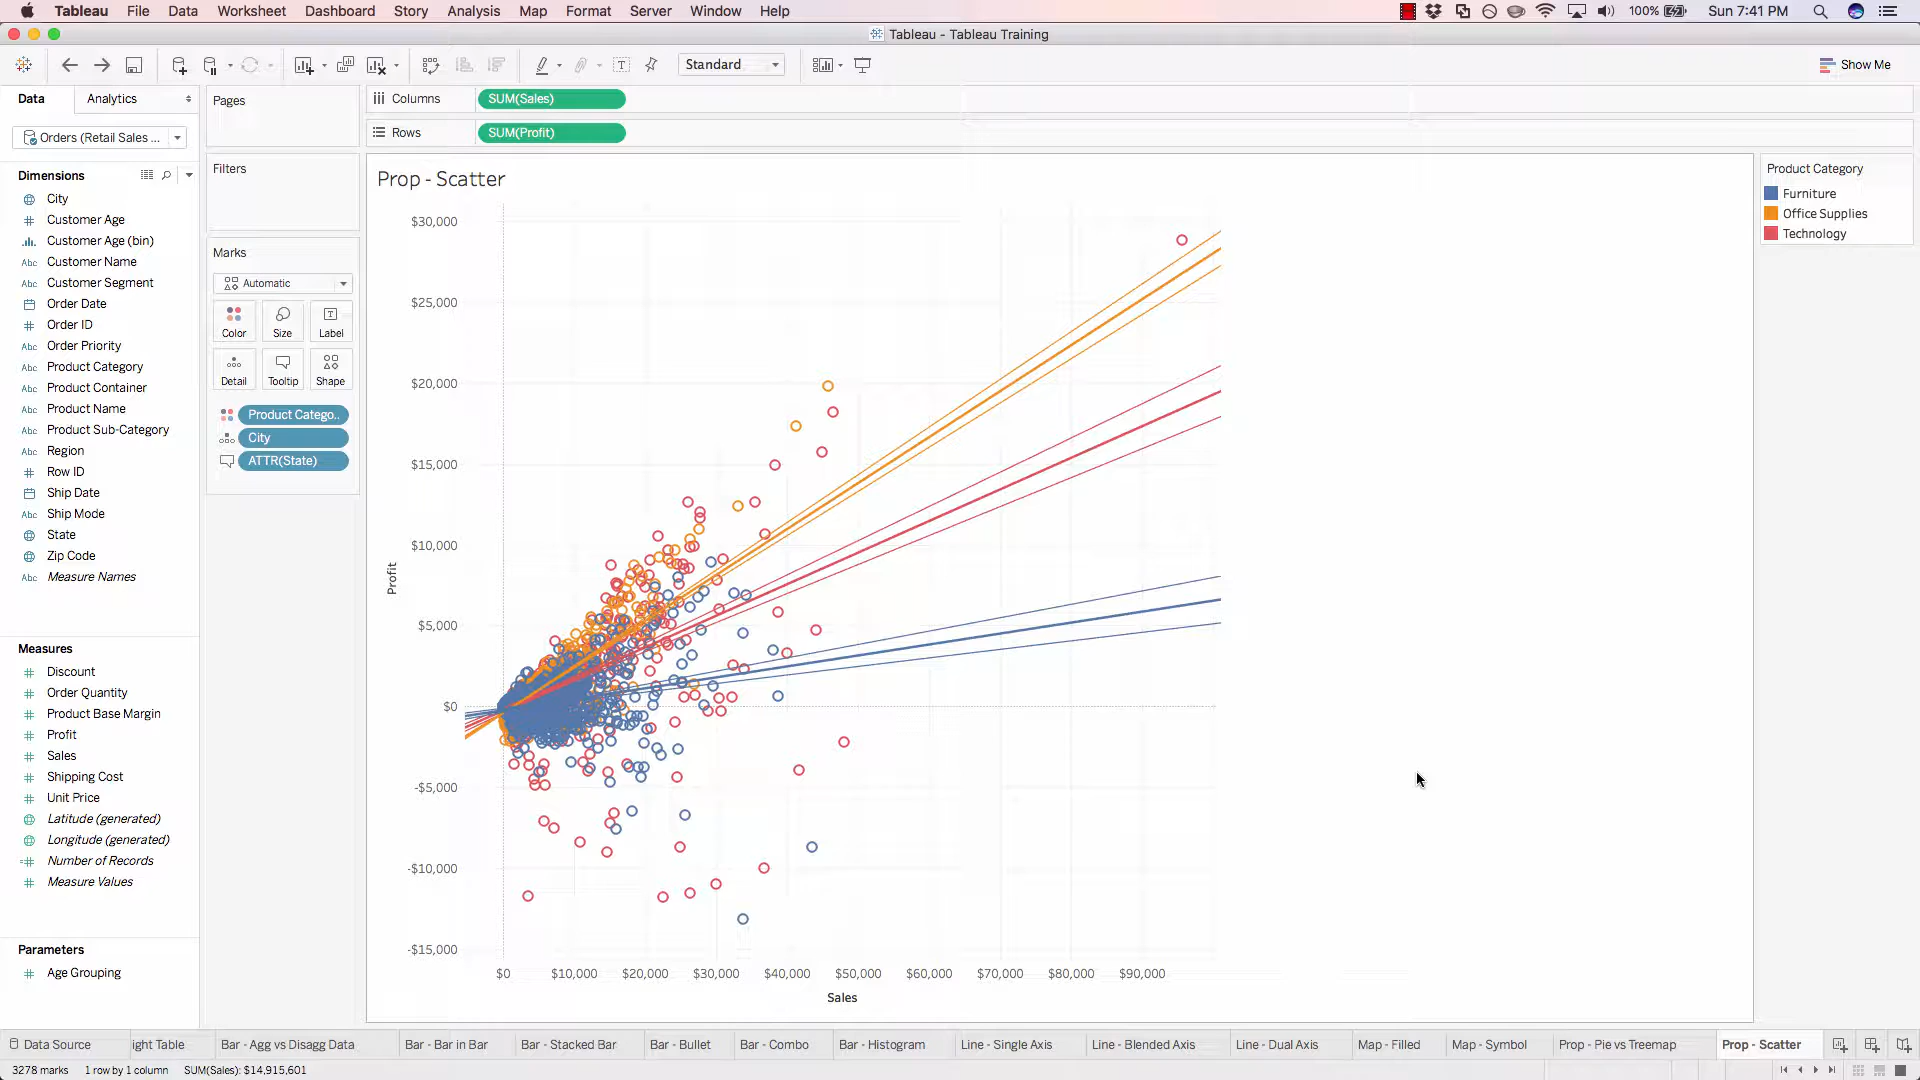 Tableau File Data Worksheet Dashboard Story Analysis Map Format Server Window Help 100% Sun 7:41 PM
Tableau - Tableau Training
Standard Show Me
Data Analytics Pages Columns SUM(Sales)
Orders (Retail Sales ... Rows SUM(Profit)
Filters
Dimensions
City
Customer Age
Customer Age (bin)
Customer Name
Customer Segment
Order Date
Order ID
Order Priority
Product Category
Product Container
Product Name
Product Sub-Category
Region
Row ID
Ship Date
Ship Mode
State
Zip Code
Measure Names
Measures
Discount
Order Quantity
Product Base Margin
Profit
Sales
Shipping Cost
Unit Price
Latitude (generated)
Longitude (generated)
Number of Records
Measure Values
Parameters
Age Grouping
Marks
Automatic
Color Size Label
Detail Tooltip Shape
Product Catego..
City
ATTR(State)
Prop - Scatter
$30,000
$25,000
$20,000
$15,000
$10,000
$5,000
$0
-$5,000
-$10,000
-$15,000
Profit
$0 $10,000 $20,000 $30,000 $40,000 $50,000 $60,000 $70,000 $80,000 $90,000
Sales
Product Category
Furniture
Office Supplies
Technology
Data Source ight Table Bar - Agg vs Disagg Data Bar - Bar in Bar Bar - Stacked Bar Bar - Bullet Bar - Combo Bar - Histogram Line - Single Axis Line - Blended Axis Line - Dual Axis Map - Filled Map - Symbol Prop - Pie vs Treemap Prop - Scatter
3278 marks 1 row by 1 column SUM(Sales): $14,915,601